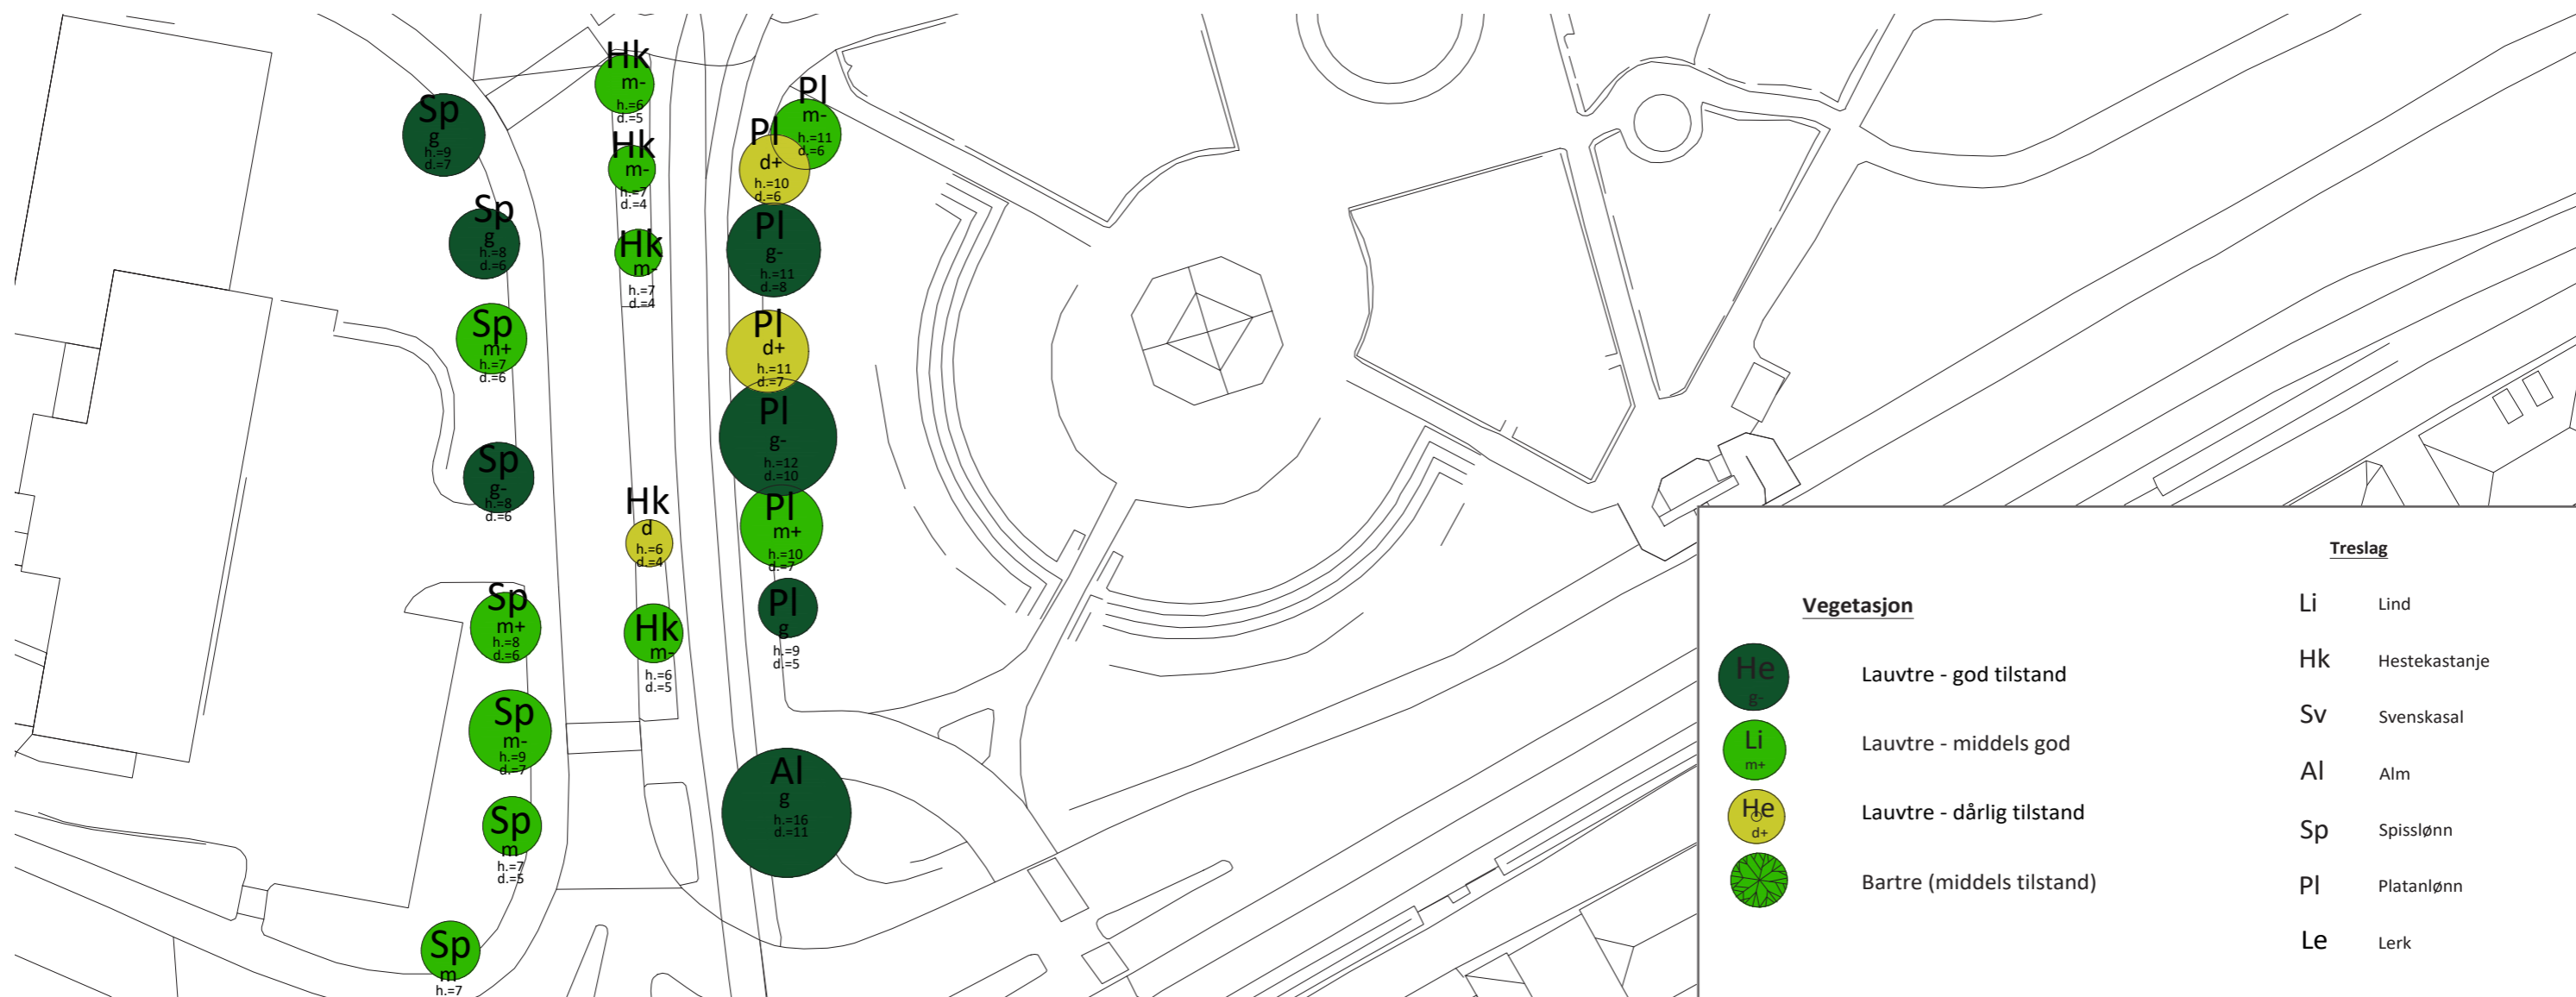 Sp
g
h.=9
d.=7
Sp
g
h.=8
d.=6
Sp
m+
h.=7
d.=6
Sp
g-
h.=8
d.=6
Sp
m+
h.=8
d.=6
Sp
m-
h.=9
d.=7
Sp
m
h.=7
d.=5
Sp
m
h.=7
Hk
m-
h.=6
d.=5
Hk
m-
h.=7
d.=4
Hk
m-
h.=7
d.=4
Hk
d
h.=6
d.=4
Hk
m-
h.=6
d.=5
Pl
m-
h.=11
d.=6
Pl
d+
h.=10
d.=6
Pl
g-
h.=11
d.=8
Pl
d+
h.=11
d.=7
Pl
g-
h.=12
d.=10
Pl
m+
h.=10
d.=7
Pl
g
h.=9
d.=5
Al
g
h.=16
d.=11
Vegetasjon
He
g-
Lauvtre - god tilstand
Li
m+
Lauvtre - middels god
He
d+
Lauvtre - dårlig tilstand
Bartre (middels tilstand)
Treslag
Li Lind
Hk Hestekastanje
Sv Svenskasal
Al Alm
Sp Spisslønn
Pl Platanlønn
Le Lerk